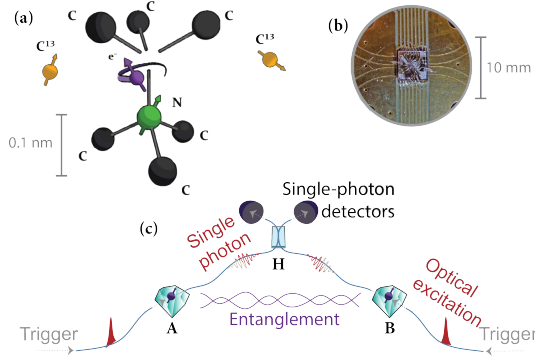 (a)
C
C
C
C¹³
e⁻
C¹³
N
C
C
C
0.1 nm
(b)
10 mm
(c)
Single-photon
detectors
Single
photon
H
Optical
excitation
A
Entanglement
B
Trigger
Trigger